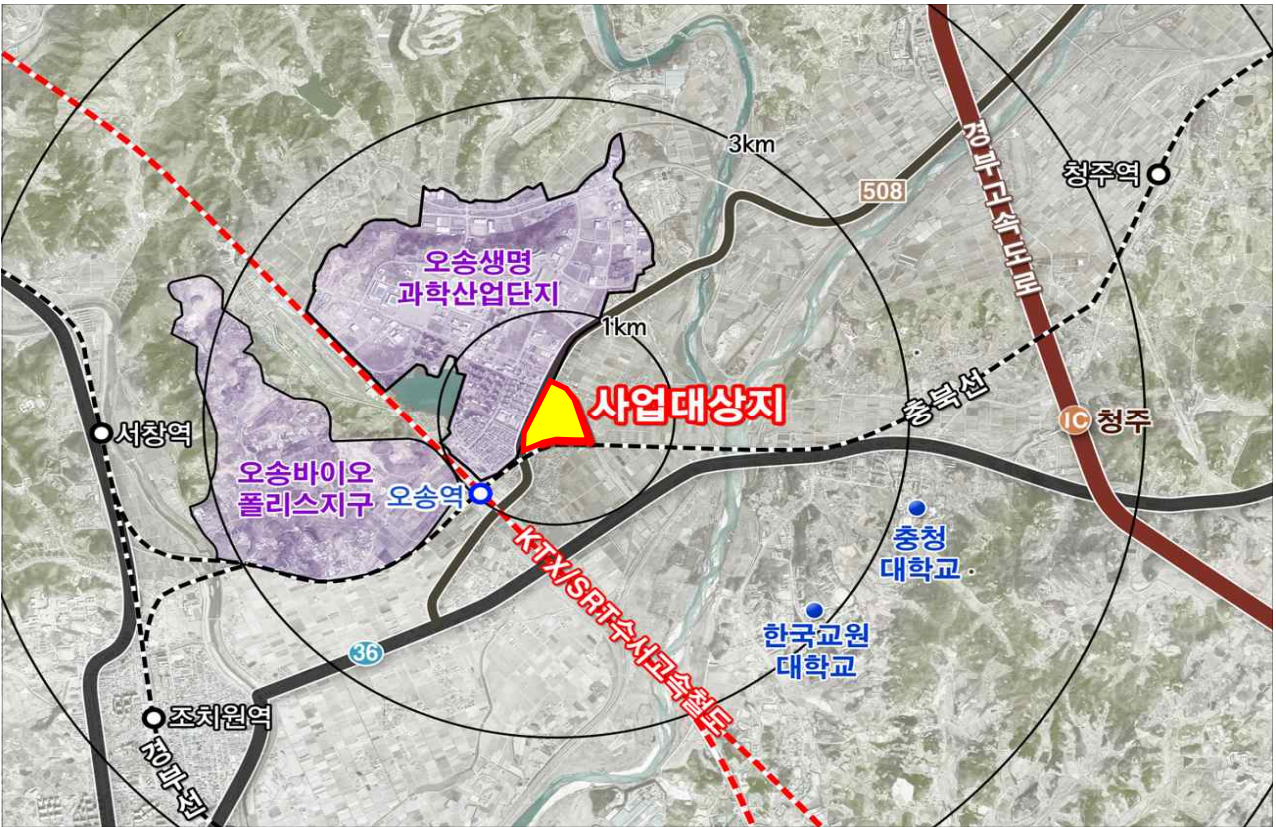 3km
경부고속도로
청주역
508
오송생명
과학산업단지
1km
사업대상지
충북선
IC 청주
서창역
오송바이오
폴리스지구
오송역
충청
대학교
KTX/SRT수서고속철도
한국교원
대학교
36
조치원역
경부선